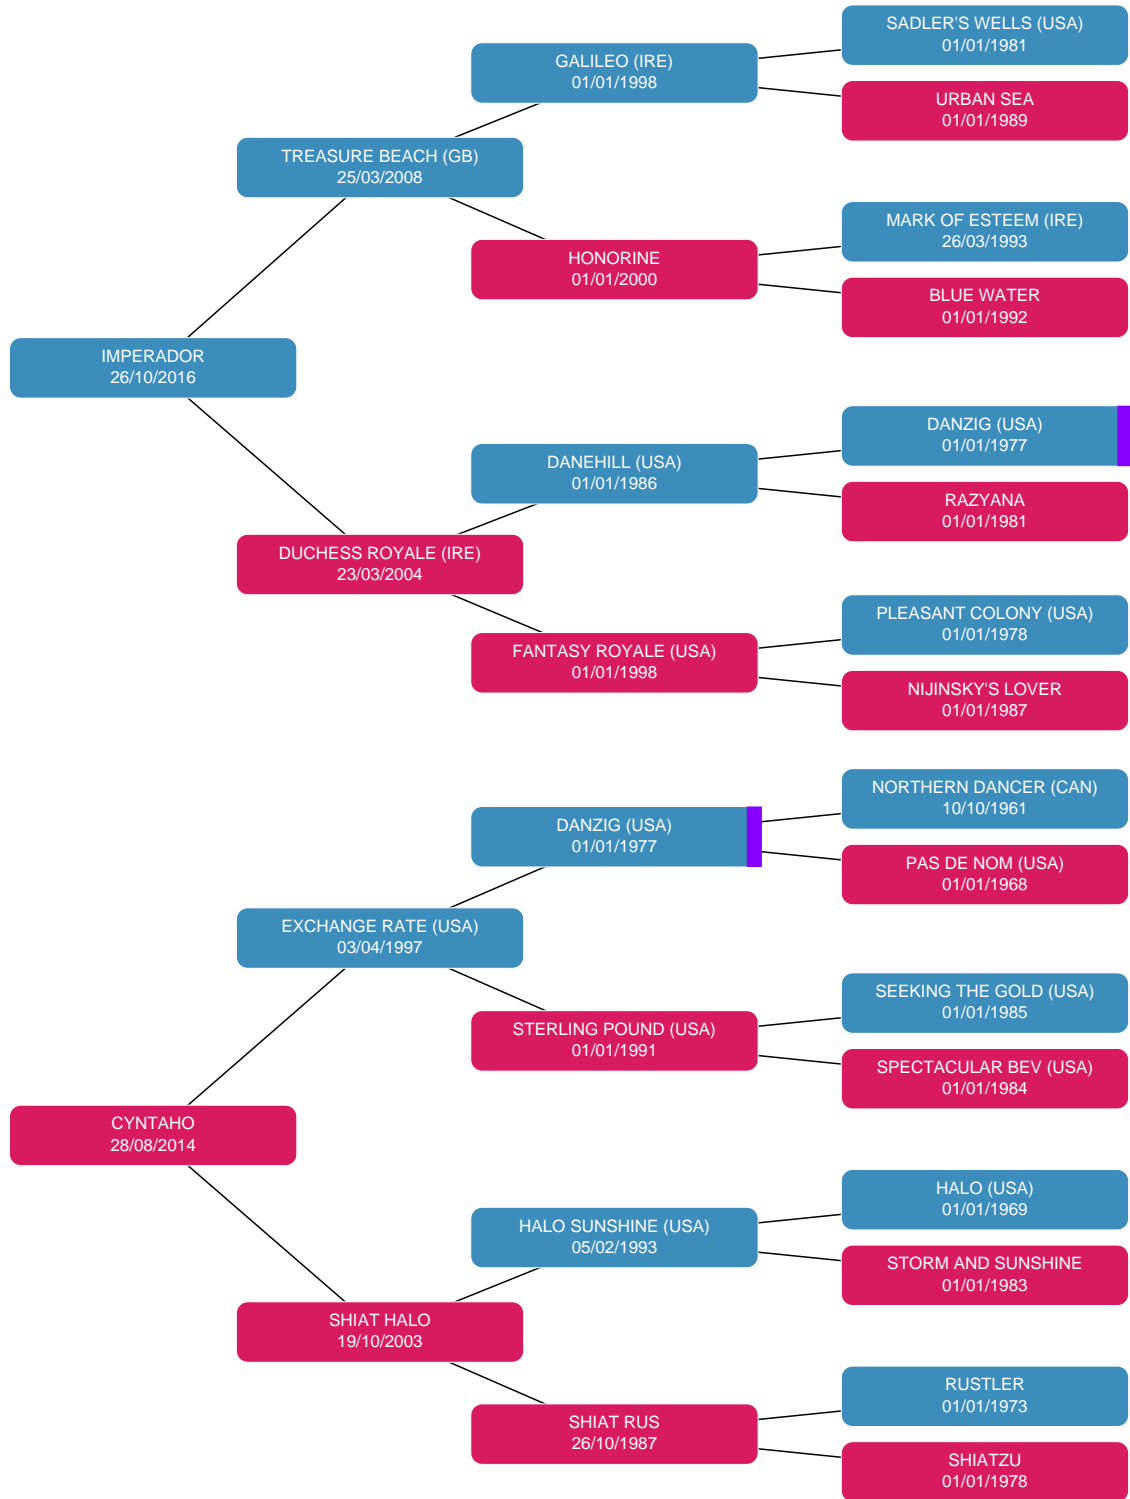 SADLER'S WELLS (USA)
01/01/1981
GALILEO (IRE)
01/01/1998
URBAN SEA
01/01/1989
TREASURE BEACH (GB)
25/03/2008
MARK OF ESTEEM (IRE)
26/03/1993
HONORINE
01/01/2000
BLUE WATER
01/01/1992
IMPERADOR
26/10/2016
DANZIG (USA)
01/01/1977
DANEHILL (USA)
01/01/1986
RAZYANA
01/01/1981
DUCHESS ROYALE (IRE)
23/03/2004
PLEASANT COLONY (USA)
01/01/1978
FANTASY ROYALE (USA)
01/01/1998
NIJINSKY'S LOVER
01/01/1987
NORTHERN DANCER (CAN)
10/10/1961
DANZIG (USA)
01/01/1977
PAS DE NOM (USA)
01/01/1968
EXCHANGE RATE (USA)
03/04/1997
SEEKING THE GOLD (USA)
01/01/1985
STERLING POUND (USA)
01/01/1991
SPECTACULAR BEV (USA)
01/01/1984
CYNTAHO
28/08/2014
HALO (USA)
01/01/1969
HALO SUNSHINE (USA)
05/02/1993
STORM AND SUNSHINE
01/01/1983
SHIAT HALO
19/10/2003
RUSTLER
01/01/1973
SHIAT RUS
26/10/1987
SHIATZU
01/01/1978